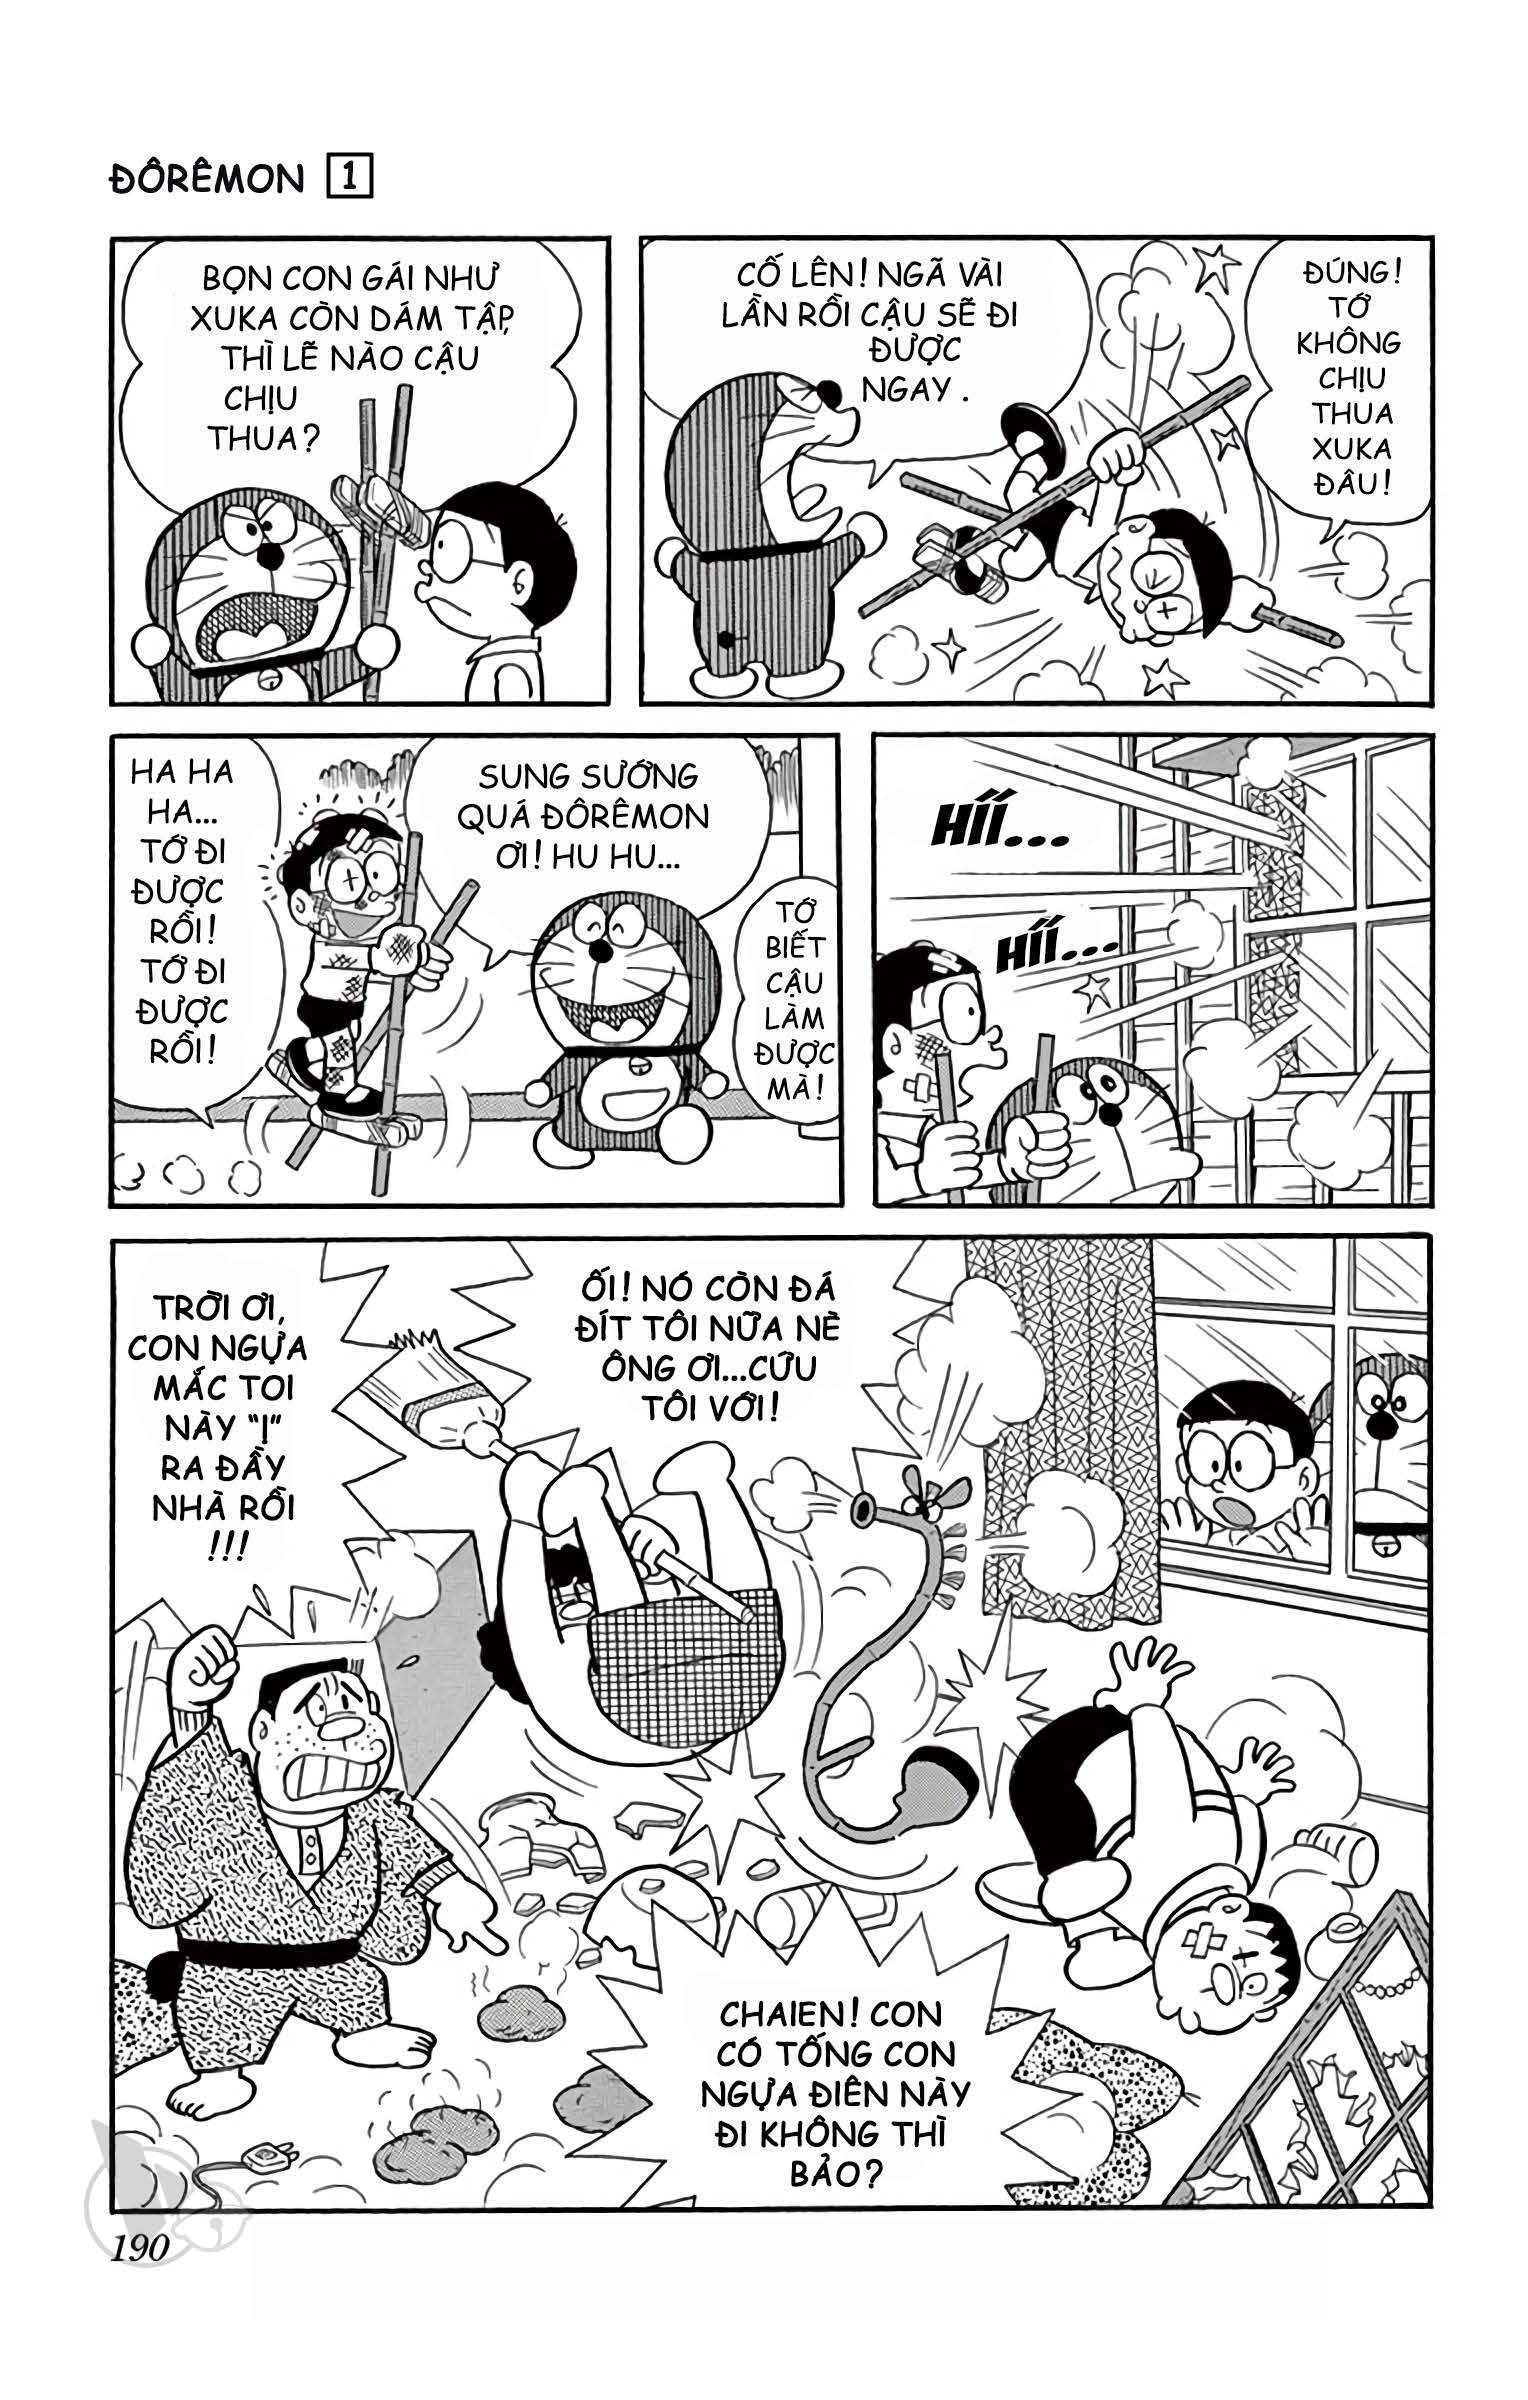 ĐÔRÊMON 1
BỌN CON GÁI NHƯ
XUKA CÒN DÁM TẬP,
THÌ LẼ NÀO CẬU
CHỊU
THUA?
CỐ LÊN! NGÃ VÀI
LẦN RỒI CẬU SẼ ĐI
ĐƯỢC
NGAY .
ĐÚNG!
TỚ
KHÔNG
CHỊU
THUA
XUKA
ĐÂU!
HA HA
HA...
TỚ ĐI
ĐƯỢC
RỒI!
TỚ ĐI
ĐƯỢC
RỒI!
SUNG SƯỚNG
QUÁ ĐÔRÊMON
ƠI! HU HU...
TỚ
BIẾT
CẬU
LÀM
ĐƯỢC
MÀ!
HÍÍ...
HÍÍ...
TRỜI ƠI,
CON NGỰA
MẮC TOI
NÀY “Ị”
RA ĐẦY
NHÀ RỒI
!!!
ỐI! NÓ CÒN ĐÁ
ĐÍT TÔI NỮA NÈ
ÔNG ƠI...CỨU
TÔI VỚI!
CHAIEN! CON
CÓ TỐNG CON
NGỰA ĐIÊN NÀY
ĐI KHÔNG THÌ
BẢO?
190